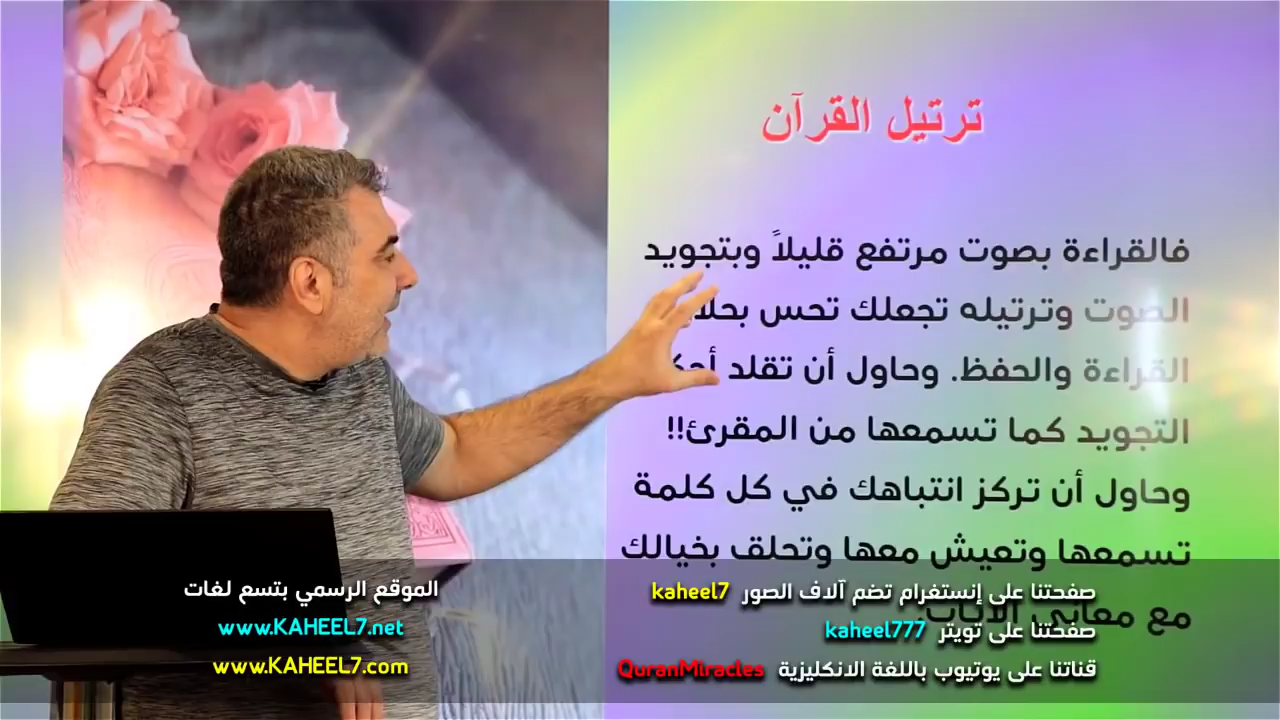 ترتيل القرآن
فالقراءة بصوت مرتفع قليلاً وبتجويد
الصوت وترتيله تجعلك تحس
القراءة والحفظ. وحاول أن تقلد
التجويد كما تسمعها من المقرئ!!
وحاول أن تركز انتباهك في كل كلمة
تسمعها وتعيش معها وتحلق بخيالك
مع معاني
صفحتنا على إنستغرام تضم آلاف الصور kaheel7
صفحتنا على تويتر kaheel777
قناتنا على يوتيوب باللغة الانكليزية QuranMiracles
الموقع الرسمي بتسع لغات
www.KAHEEL7.net
www.KAHEEL7.com